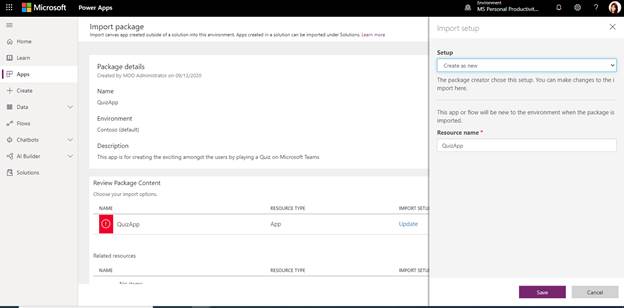 Microsoft
Power Apps
Environment
MS Personal Productivit...
Home
Learn
Apps
Create
Data
Flows
Chatbots
AI Builder
Solutions
Import package
Import canvas app created outside of a solution into this environment. Apps created in a solution can be imported under Solutions. Learn more
Package details
Created by MOD Administrator on 09/13/2020
Name
QuizApp
Environment
Contoso (default)
Description
This app is for creating the exciting amongst the users by playing a Quiz on Microsoft Teams
Review Package Content
Choose your import options.
NAME RESOURCE TYPE IMPORT SETU
QuizApp App Update
Related resources
NAME RESOURCE TYPE IMPORT SETU
Import setup
Setup
Create as new
The package creator chose this setup. You can make changes to the i
mport here.
This app or flow will be new to the environment when the package is
imported.
Resource name *
QuizApp
Save Cancel